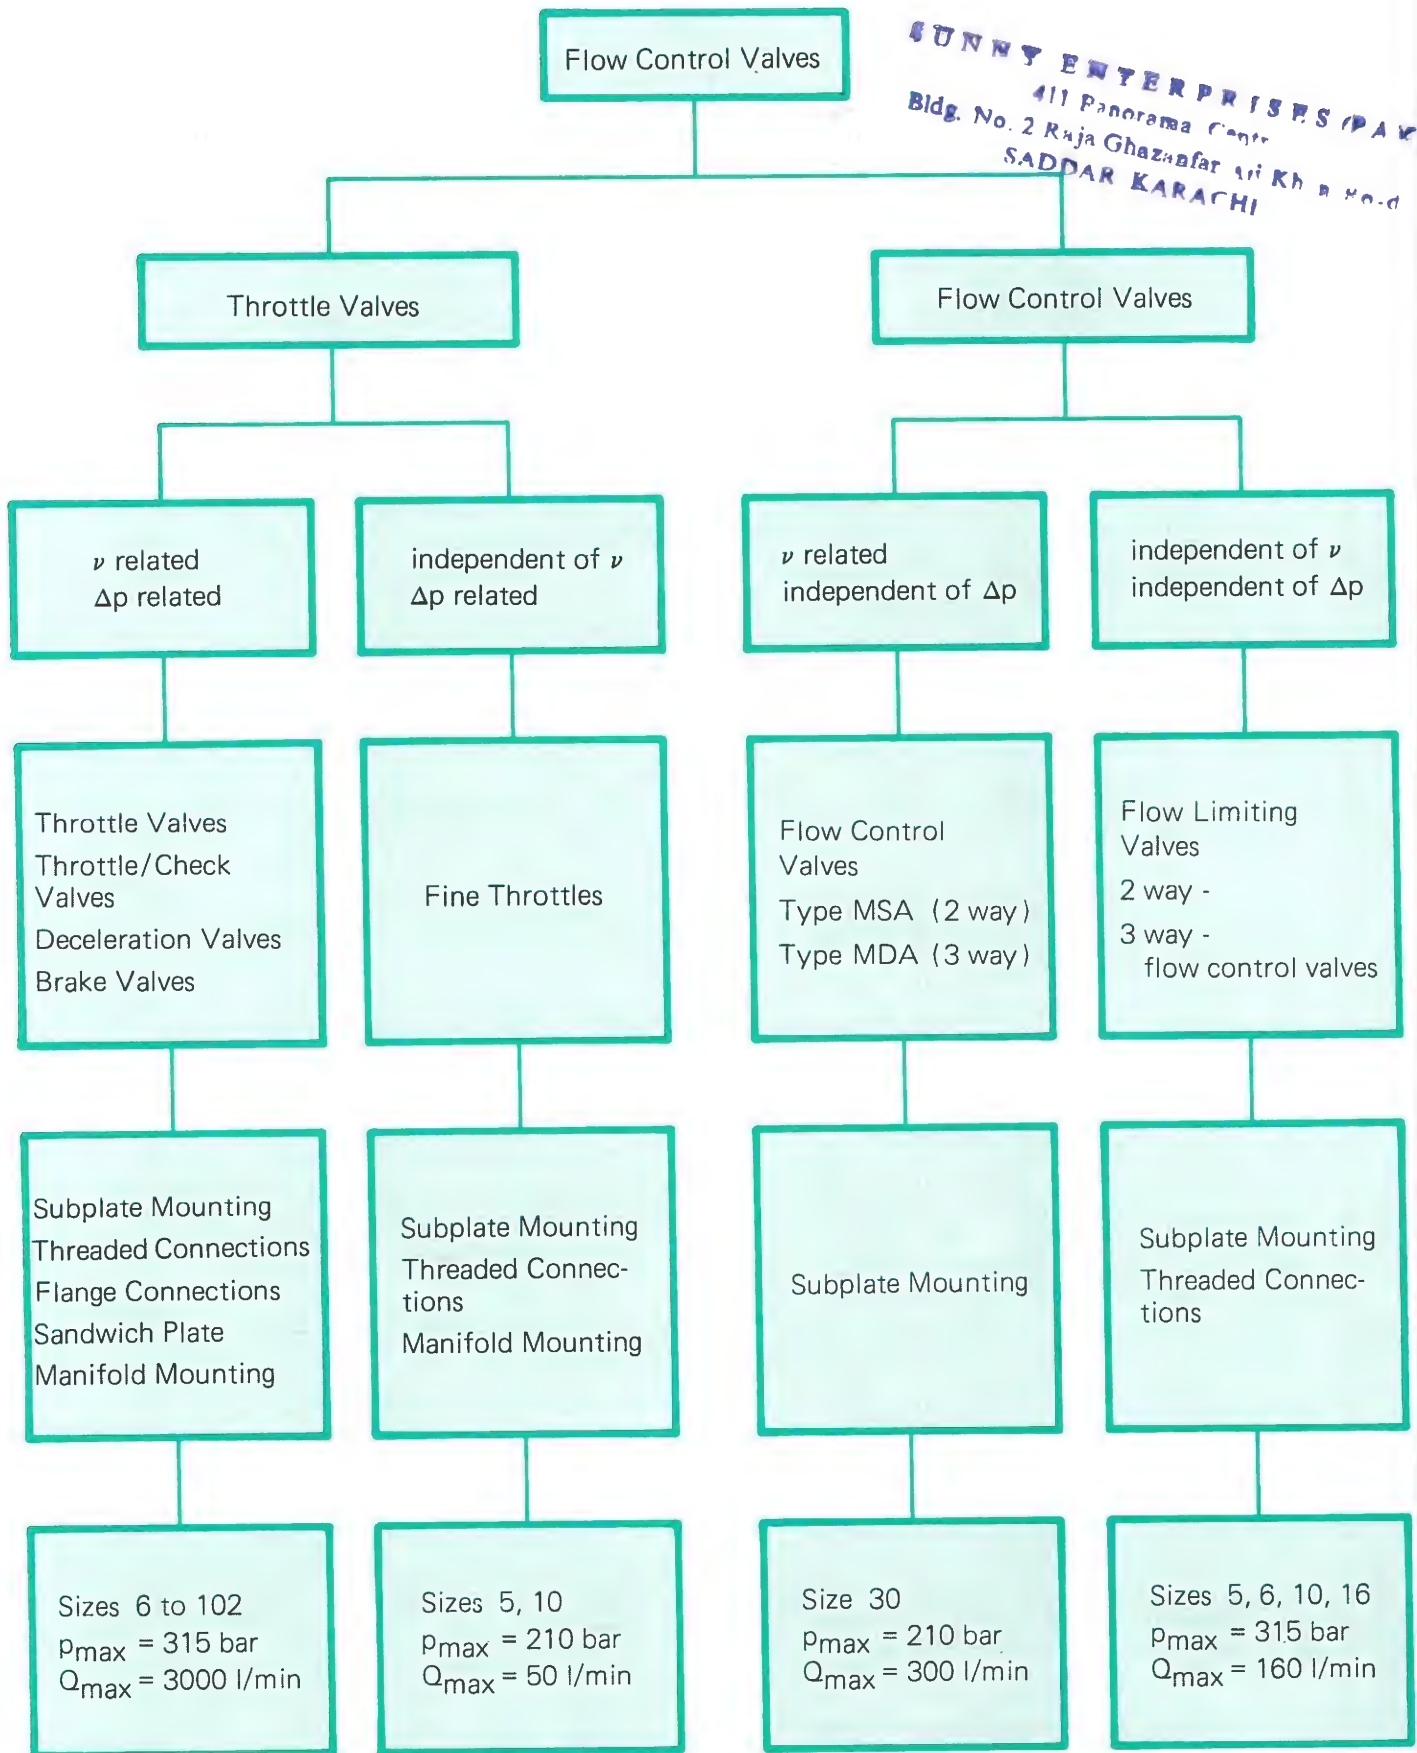 Flow Control Valves
SUNNY ENTERPRISES (PAK
411 Panorama
Bldg. No. 2 Raja Ghazanfar
SADDAR KARACHI
Throttle Valves
Flow Control Valves
ν related
Δp related
independent of ν
Δp related
ν related
independent of Δp
independent of ν
independent of Δp
Throttle Valves
Throttle/Check
Valves
Deceleration Valves
Brake Valves
Fine Throttles
Flow Control
Valves
Type MSA (2 way)
Type MDA (3 way)
Flow Limiting
Valves
2 way -
3 way -
flow control valves
Subplate Mounting
Threaded Connections
Flange Connections
Sandwich Plate
Manifold Mounting
Subplate Mounting
Threaded Connec-
tions
Manifold Mounting
Subplate Mounting
Subplate Mounting
Threaded Connec-
tions
Sizes 6 to 102
pmax = 315 bar
Qmax = 3000 l/min
Sizes 5, 10
pmax = 210 bar
Qmax = 50 l/min
Size 30
pmax = 210 bar
Qmax = 300 l/min
Sizes 5, 6, 10, 16
pmax = 315 bar
Qmax = 160 l/min